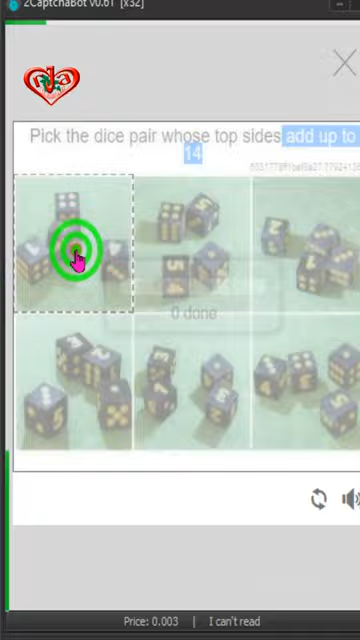 2CaptchaBot v0.61 [x32]
Pick the dice pair whose top sides add up to
14
0 done
Price: 0.003 | I can't read